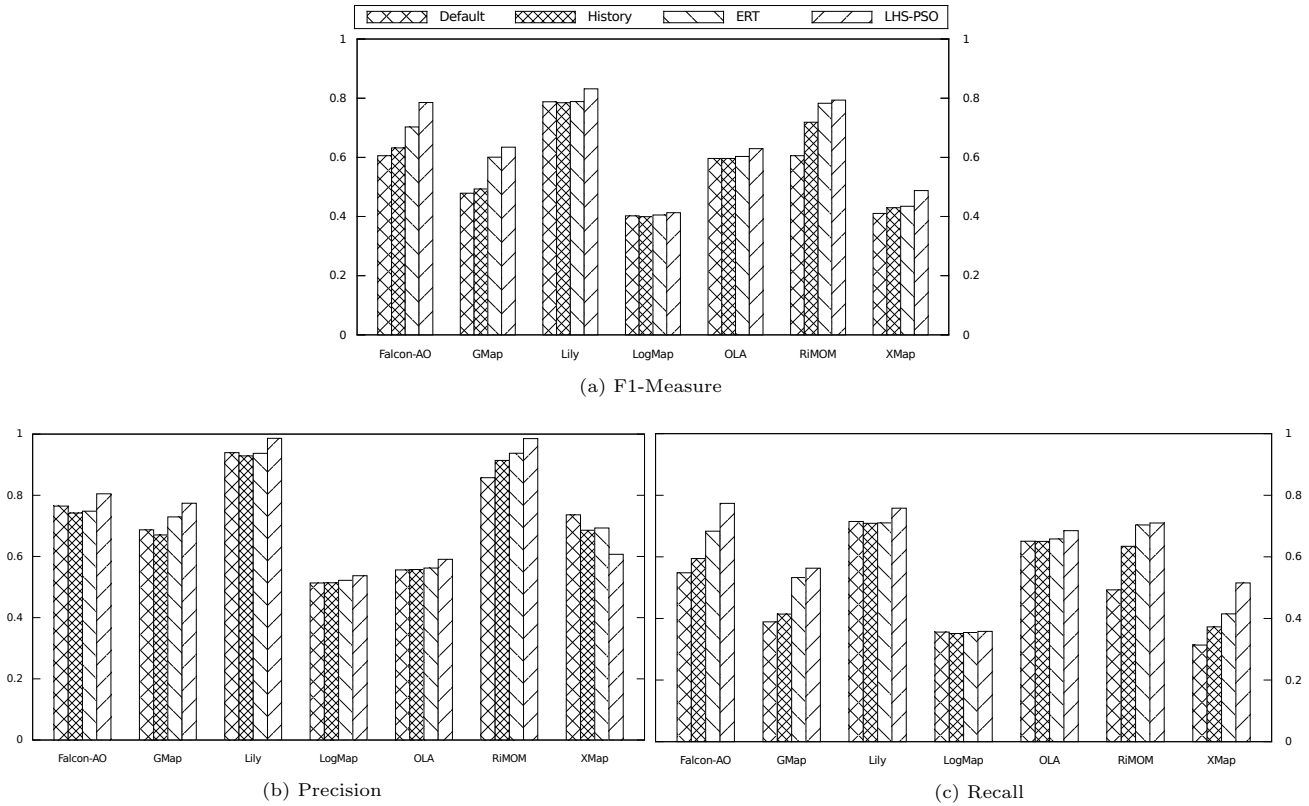 Default History ERT LHS-PSO
1 1
0.8 0.8
0.6 0.6
0.4 0.4
0.2 0.2
0 0
Falcon-AO GMap Lily LogMap OLA RiMOM XMap
(a) F1-Measure
1
0.8
0.6
0.4
0.2
0
Falcon-AO GMap Lily LogMap OLA RiMOM XMap
(b) Precision
1
0.8
0.6
0.4
0.2
0
Falcon-AO GMap Lily LogMap OLA RiMOM XMap
(c) Recall